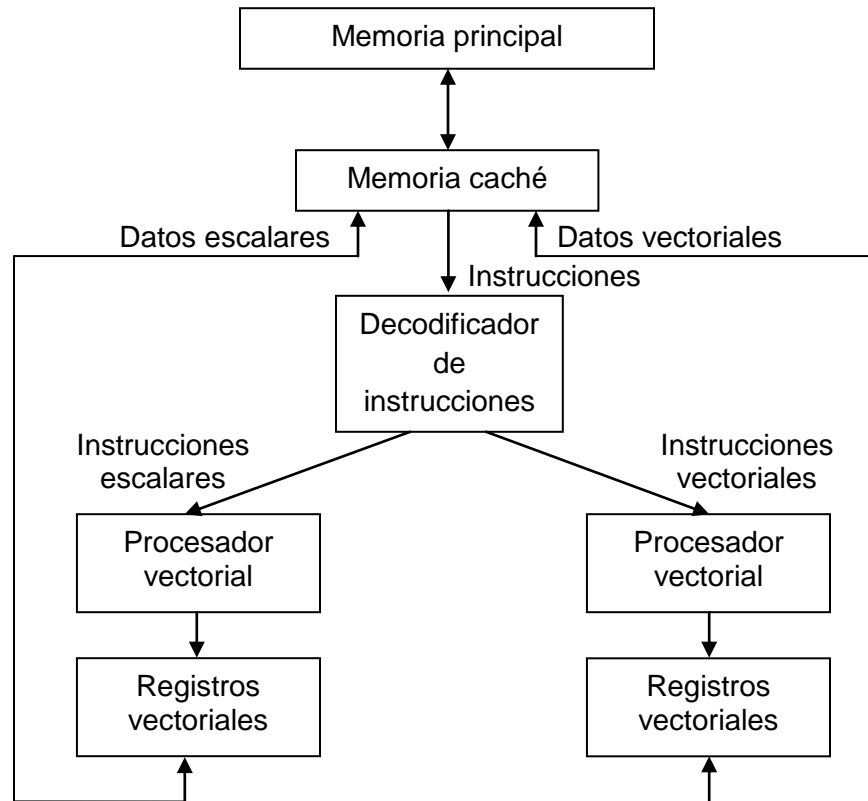 Memoria principal
Memoria caché
Datos escalares
Datos vectoriales
Instrucciones
Decodificador
de
instrucciones
Instrucciones
escalares
Instrucciones
vectoriales
Procesador
vectorial
Procesador
vectorial
Registros
vectoriales
Registros
vectoriales